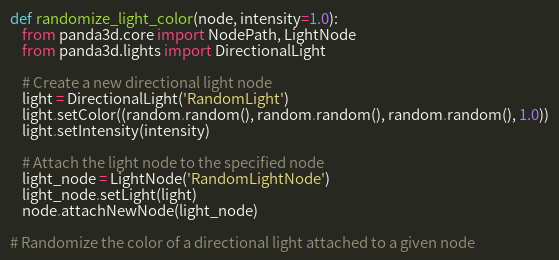 def randomize_light_color(node, intensity=1.0):
from panda3d.core import NodePath, LightNode
from panda3d.lights import DirectionalLight
# Create a new directional light node
light = DirectionalLight('RandomLight')
light.setColor((random.random(), random.random(), random.random(), 1.0))
light.setIntensity(intensity)
# Attach the light node to the specified node
light_node = LightNode('RandomLightNode')
light_node.setLight(light)
node.attachNewNode(light_node)
# Randomize the color of a directional light attached to a given node